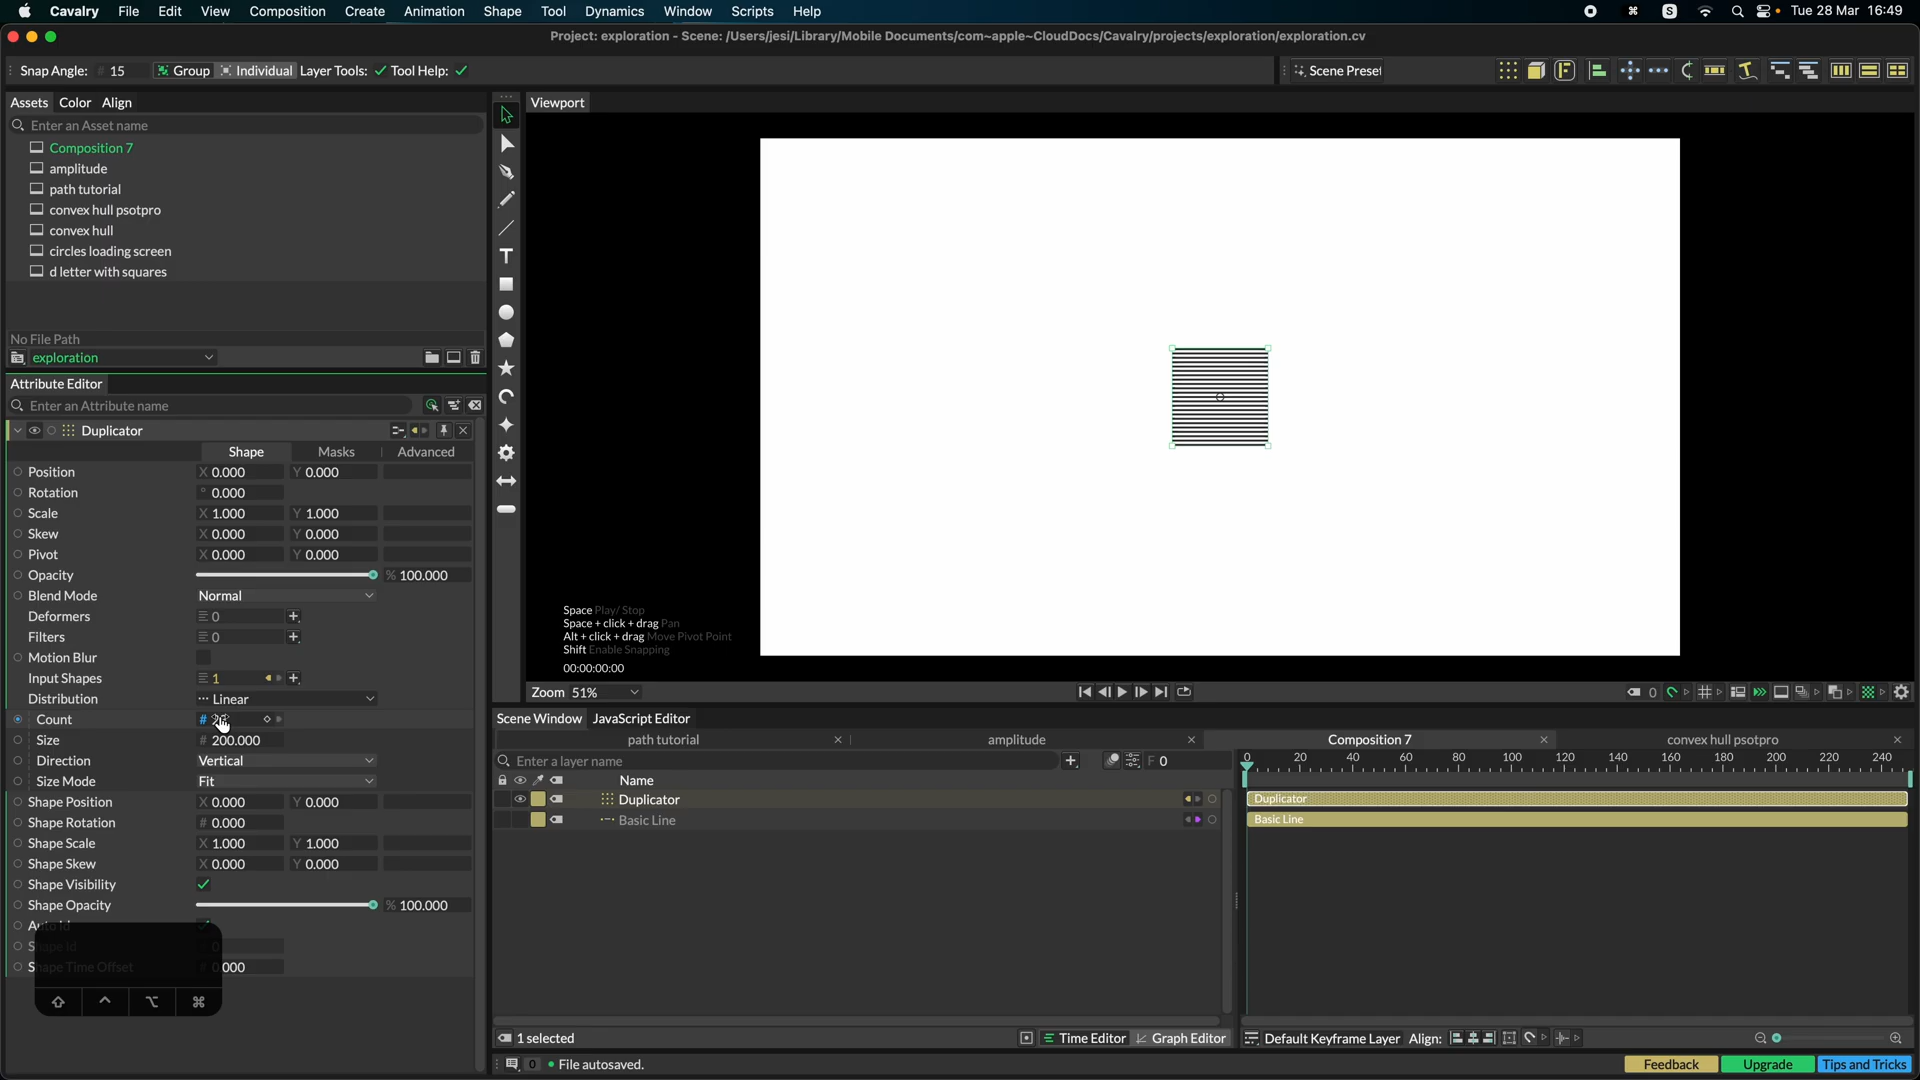 Cavalry File Edit View Composition Create Animation Shape Tool Dynamics Window Scripts Help S Tue 28 Mar 16:49
Project: exploration - Scene: /Users/jesi/Library/Mobile Documents/com~apple~CloudDocs/Cavalry/projects/exploration/exploration.cv
Snap Angle: # 15 Group Individual Layer Tools: Tool Help: Scene Preset
Assets Color Align
Enter an Asset name
Composition 7
amplitude
path tutorial
convex hull psotpro
convex hull
circles loading screen
d letter with squares
No File Path
exploration
Attribute Editor
Enter an Attribute name
Duplicator
Shape Masks Advanced
Position X 0.000 Y 0.000
Rotation ° 0.000
Scale X 1.000 Y 1.000
Skew X 0.000 Y 0.000
Pivot X 0.000 Y 0.000
Opacity % 100.000
Blend Mode Normal
Deformers 0 +
Filters 0 +
Motion Blur
Input Shapes 1 +
Distribution Linear
Count #
Size # 200.000
Direction Vertical
Size Mode Fit
Shape Position X 0.000 Y 0.000
Shape Rotation # 0.000
Shape Scale X 1.000 Y 1.000
Shape Skew X 0.000 Y 0.000
Shape Visibility
Shape Opacity % 100.000
Auto Id
Shape Id 0
Shape Time Offset # 0.000
Viewport
Space Play/ Stop
Space + click + drag Pan
Alt + click + drag Move Pivot Point
Shift Enable Snapping
00:00:00:00
Zoom 51% 0
Scene Window JavaScript Editor
path tutorial amplitude Composition 7 convex hull psotpro
Enter a layer name F 0
0 20 40 60 80 100 120 140 160 180 200 220 240
Name
Duplicator Duplicator
Basic Line Basic Line
1 selected Time Editor Graph Editor Default Keyframe Layer Align:
0 File autosaved. Feedback Upgrade Tips and Tricks